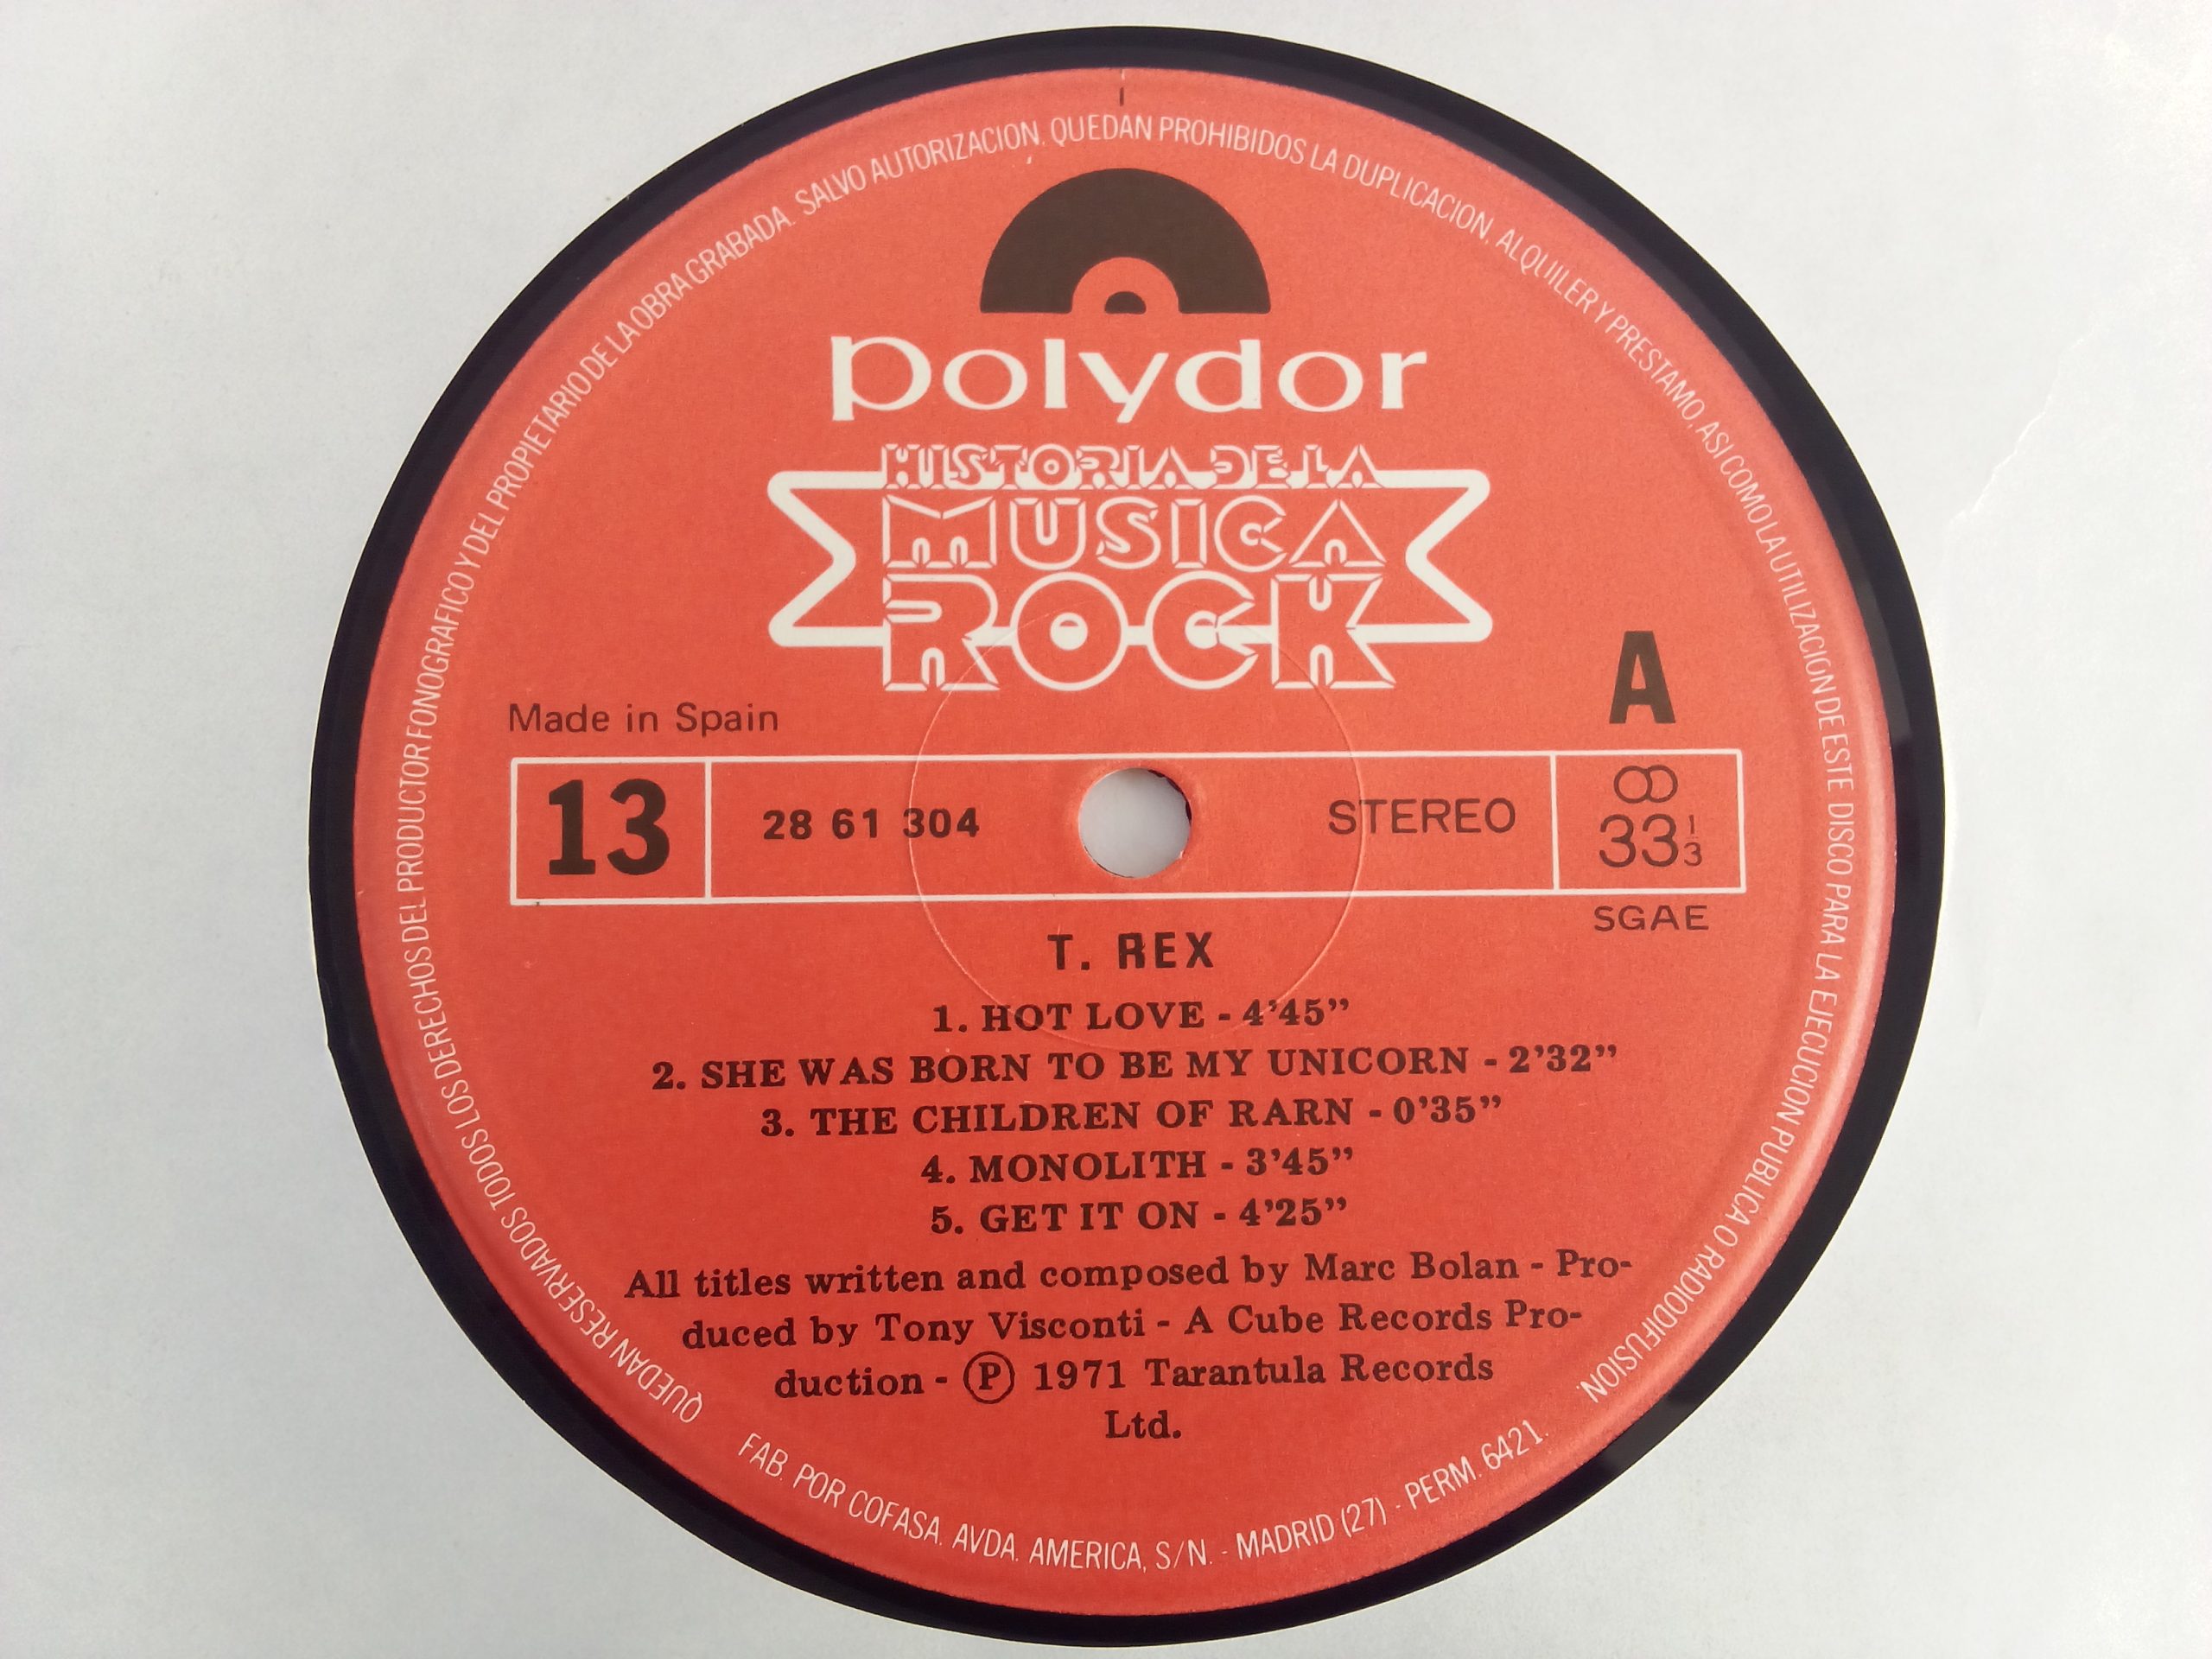 QUEDAN RESERVADOS TODOS LOS DERECHOS DEL PRODUCTOR FONOGRAFICO Y DEL PROPIETARIO DE LA OBRA GRABADA. SALVO AUTORIZACION, QUEDAN PROHIBIDOS LA DUPLICACION, ALQUILER Y PRESTAMO, ASI COMO LA UTILIZACION DE ESTE DISCO PARA LA EJECUCION PUBLICA O RADIODIFUSION.
polydor
HISTORIA DE LA
MUSICA
ROCK
A
Made in Spain
13
28 61 304
STEREO
33 1/3
SGAE
T. REX
1. HOT LOVE - 4'45"
2. SHE WAS BORN TO BE MY UNICORN - 2'32"
3. THE CHILDREN OF RARN - 0'35"
4. MONOLITH - 3'45"
5. GET IT ON - 4'25"
All titles written and composed by Marc Bolan - Pro-
duced by Tony Visconti - A Cube Records Pro-
duction - Ⓟ 1971 Tarantula Records
Ltd.
FAB. POR COFASA. AVDA. AMERICA, S/N. - MADRID (27) - PERM. 6421.